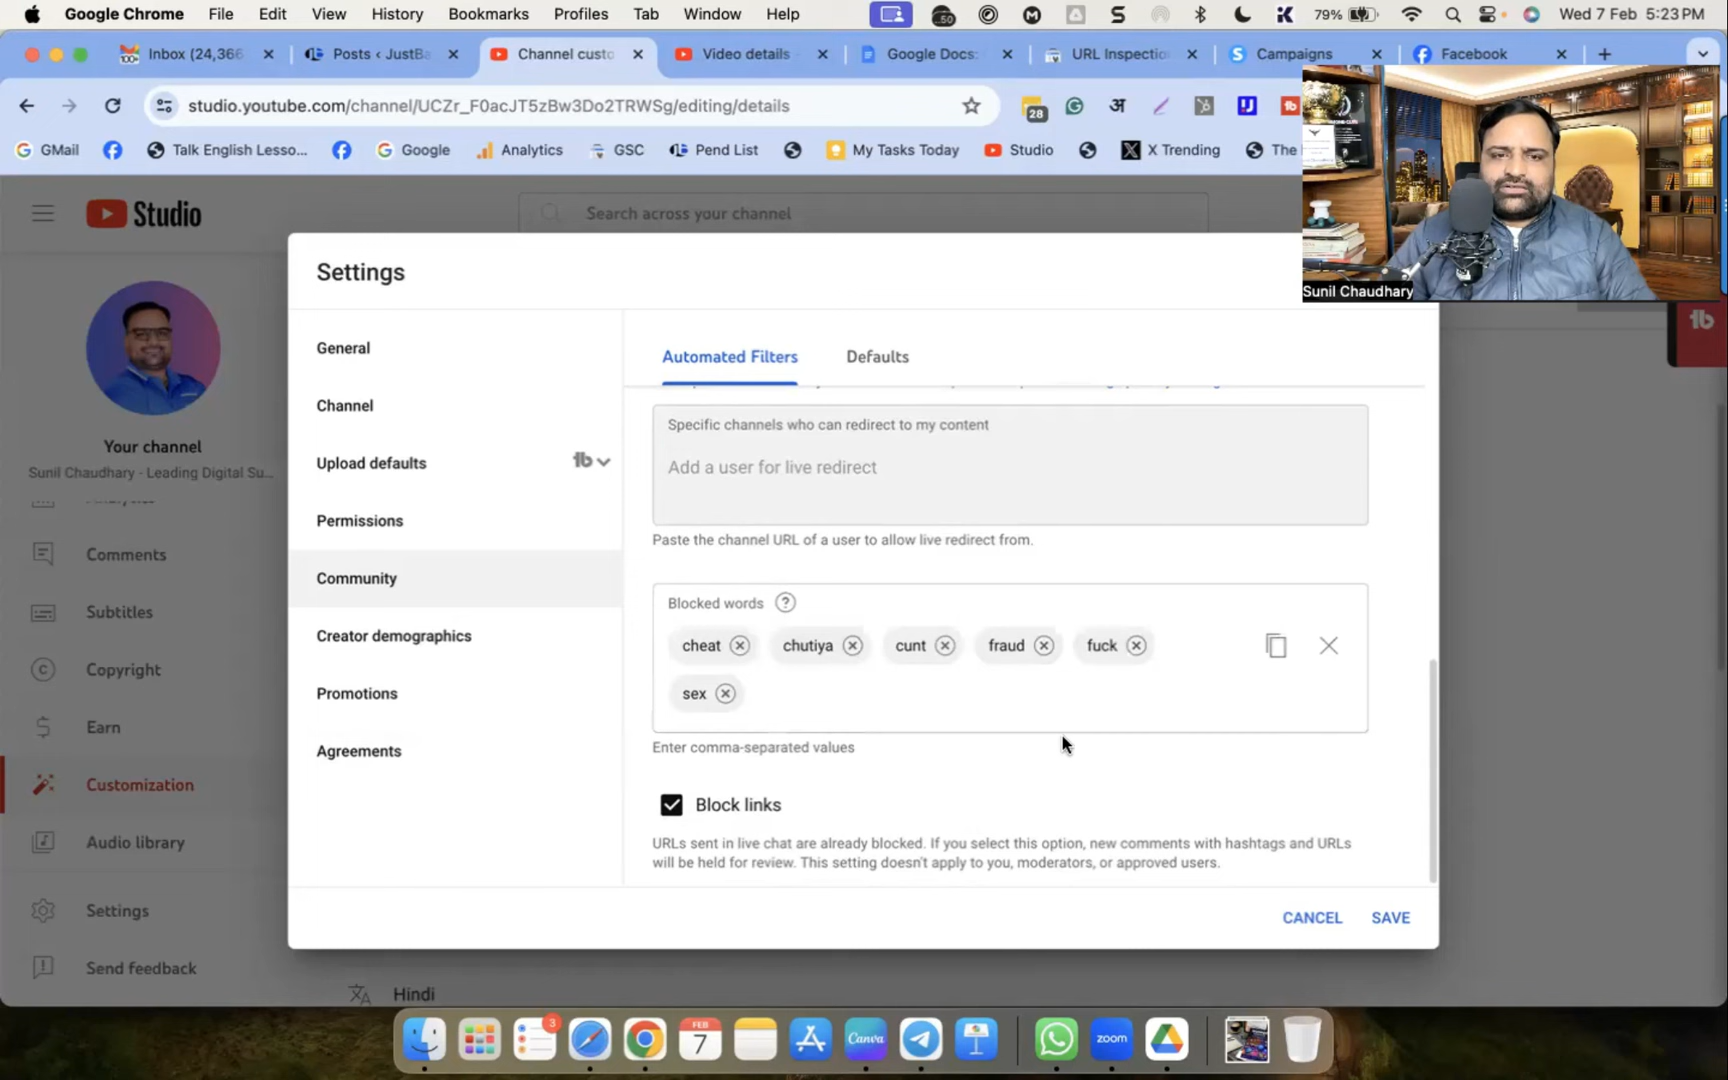 Google Chrome File Edit View History Bookmarks Profiles Tab Window Help 79% Wed 7 Feb 5:23 PM
Inbox (24,366 Posts ‹ JustBa Channel custo Video details Google Docs: URL Inspectio Campaigns Facebook
studio.youtube.com/channel/UCZr_F0acJT5zBw3Do2TRWSg/editing/details 28 अ
GMail Talk English Lesso... Google Analytics GSC Pend List My Tasks Today Studio X Trending The
Studio
Search across your channel
Sunil Chaudhary
Your channel
Sunil Chaudhary - Leading Digital Su...
Comments
Subtitles
Copyright
Earn
Customization
Audio library
Settings
Send feedback
Settings
General
Channel
Upload defaults
Permissions
Community
Creator demographics
Promotions
Agreements
Automated Filters Defaults
Specific channels who can redirect to my content
Add a user for live redirect
Paste the channel URL of a user to allow live redirect from.
Blocked words
cheat chutiya cunt fraud fuck
sex
Enter comma-separated values
Block links
URLs sent in live chat are already blocked. If you select this option, new comments with hashtags and URLs
will be held for review. This setting doesn't apply to you, moderators, or approved users.
CANCEL SAVE
Hindi
3 FEB 7 Canva zoom